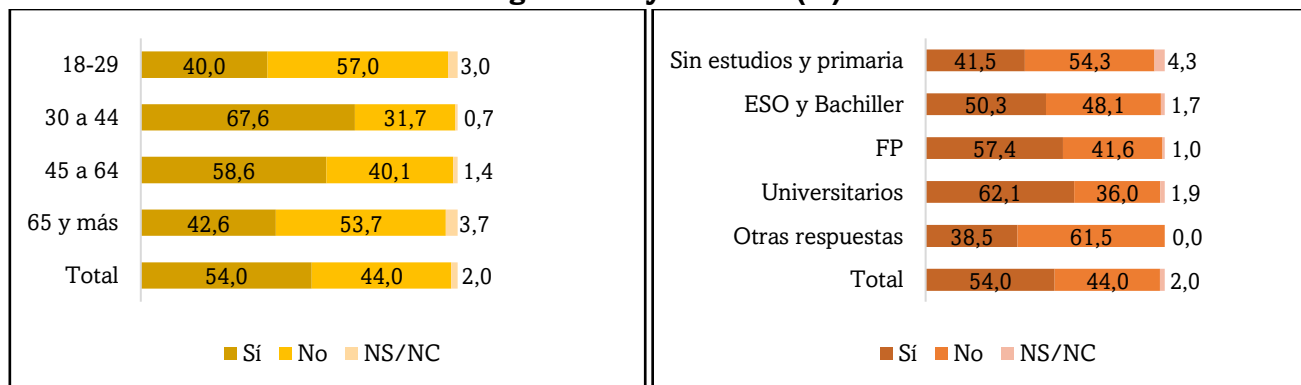 18-29 40,0 57,0 3,0
30 a 44 67,6 31,7 0,7
45 a 64 58,6 40,1 1,4
65 y más 42,6 53,7 3,7
Total 54,0 44,0 2,0
Sí No NS/NC
Sin estudios y primaria 41,5 54,3 4,3
ESO y Bachiller 50,3 48,1 1,7
FP 57,4 41,6 1,0
Universitarios 62,1 36,0 1,9
Otras respuestas 38,5 61,5 0,0
Total 54,0 44,0 2,0
Sí No NS/NC